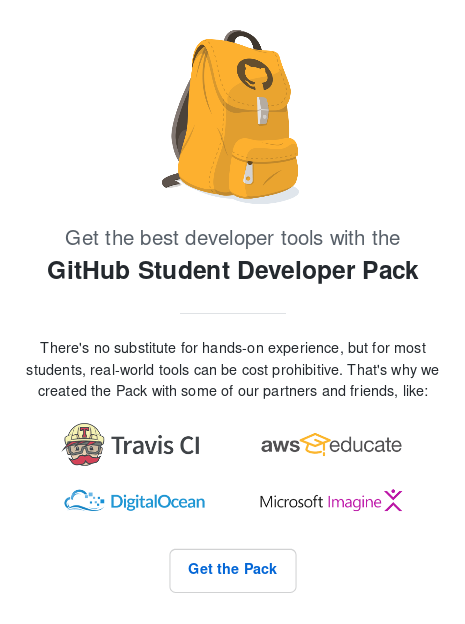 Get the best developer tools with the
GitHub Student Developer Pack
There's no substitute for hands-on experience, but for most
students, real-world tools can be cost prohibitive. That's why we
created the Pack with some of our partners and friends, like:
T
Travis CI
aws educate
DigitalOcean
Microsoft Imagine
Get the Pack